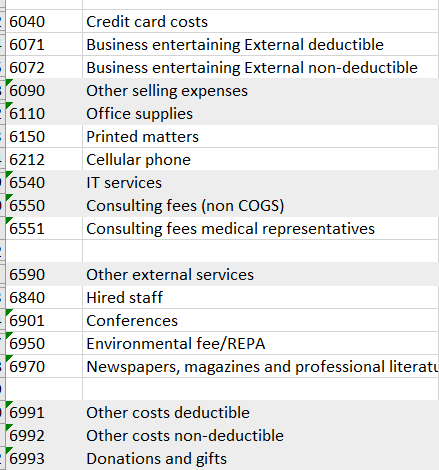 6040 Credit card costs
6071 Business entertaining External deductible
6072 Business entertaining External non-deductible
6090 Other selling expenses
6110 Office supplies
6150 Printed matters
6212 Cellular phone
6540 IT services
6550 Consulting fees (non COGS)
6551 Consulting fees medical representatives
6590 Other external services
6840 Hired staff
6901 Conferences
6950 Environmental fee/REPA
6970 Newspapers, magazines and professional literatu
6991 Other costs deductible
6992 Other costs non-deductible
6993 Donations and gifts